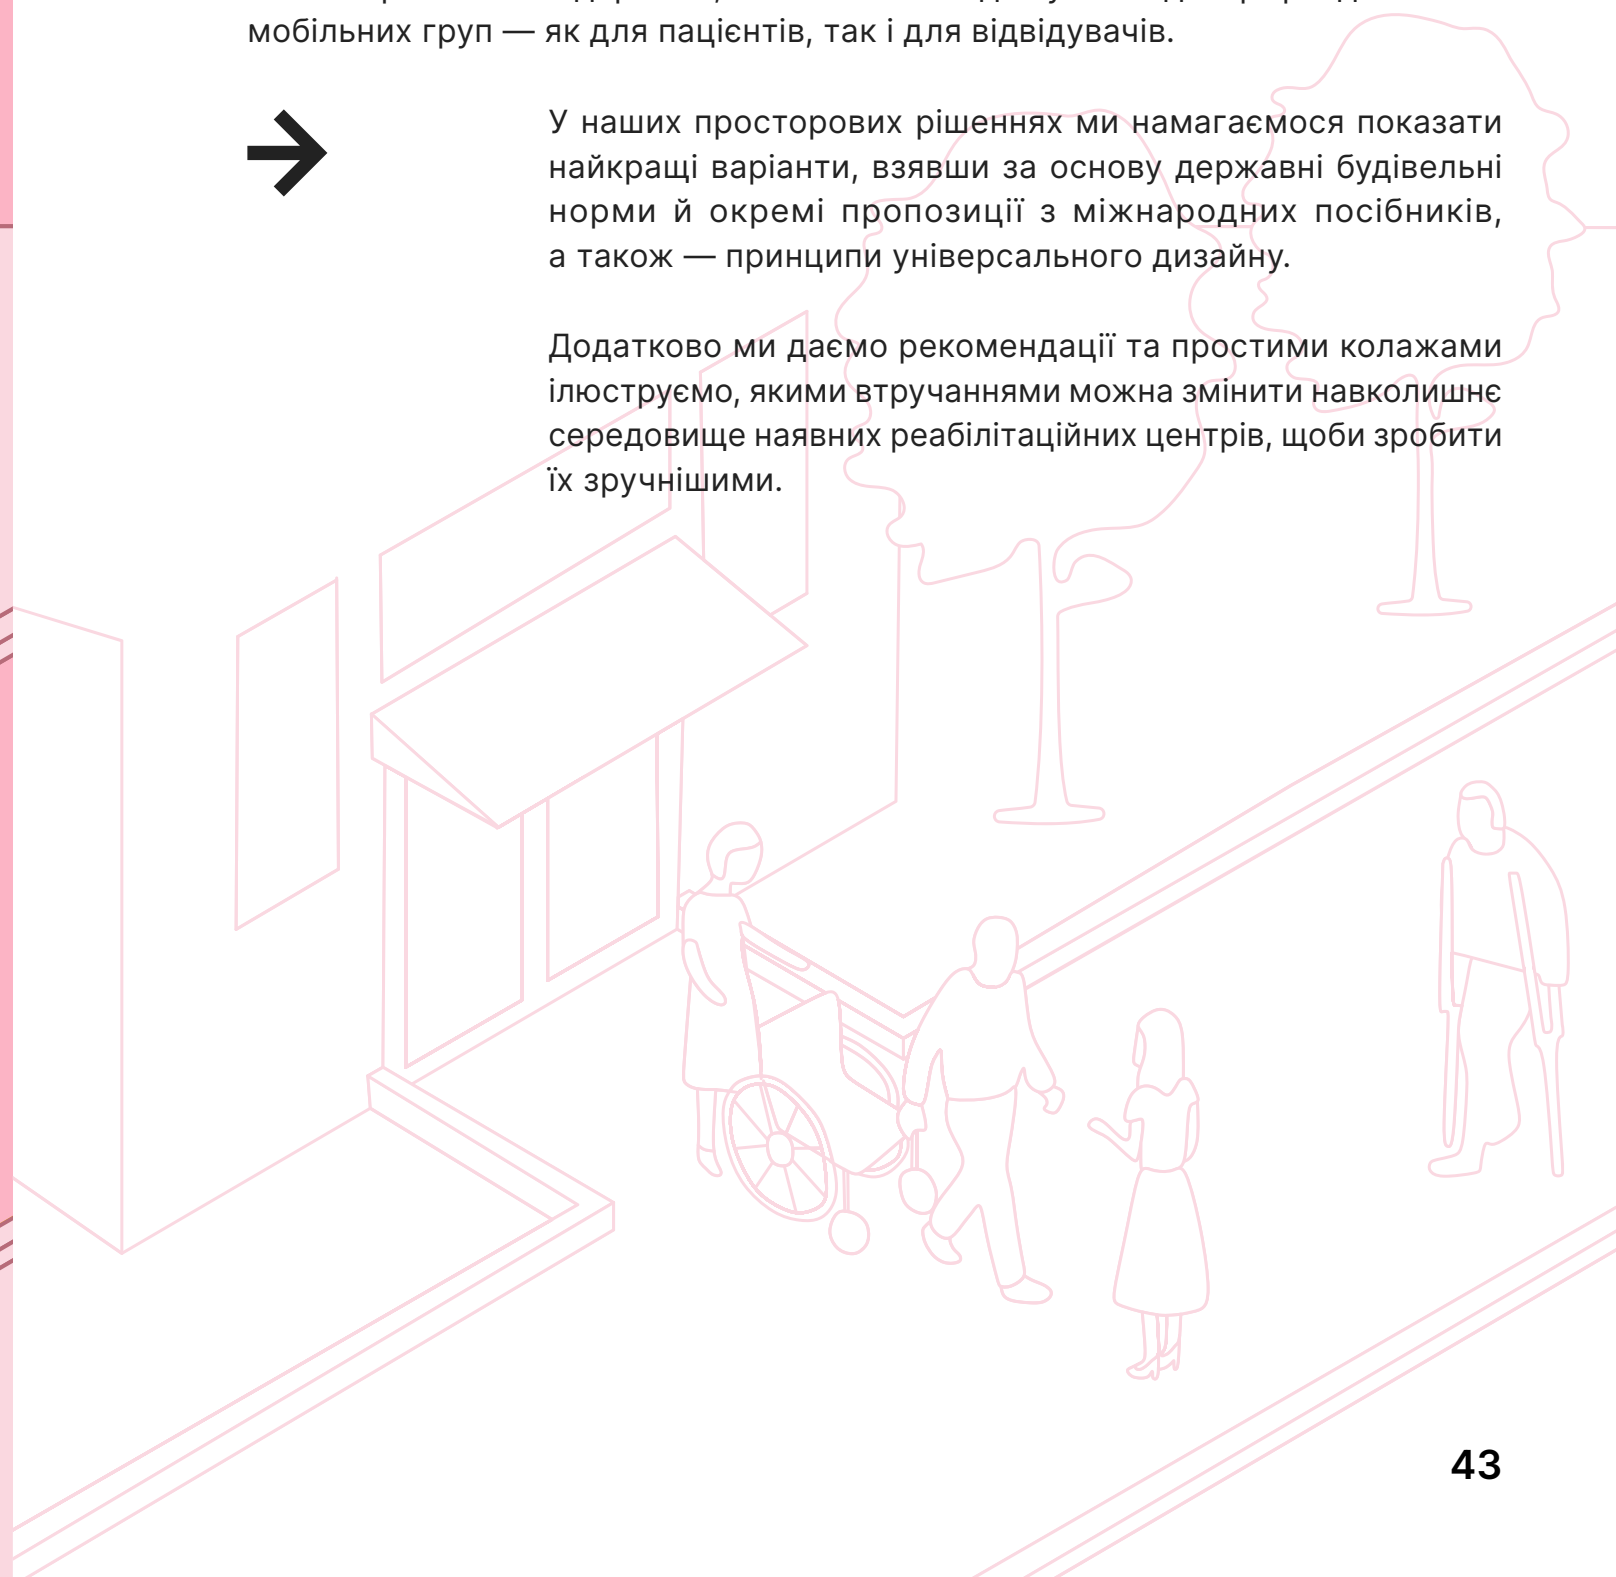 мобільних груп — як для пацієнтів, так і для відвідувачів.
У наших просторових рішеннях ми намагаємося показати
найкращі варіанти, взявши за основу державні будівельні
норми й окремі пропозиції з міжнародних посібників,
а також — принципи універсального дизайну.
Додатково ми даємо рекомендації та простими колажами
ілюструємо, якими втручаннями можна змінити навколишнє
середовище наявних реабілітаційних центрів, щоби зробити
їх зручнішими.
43